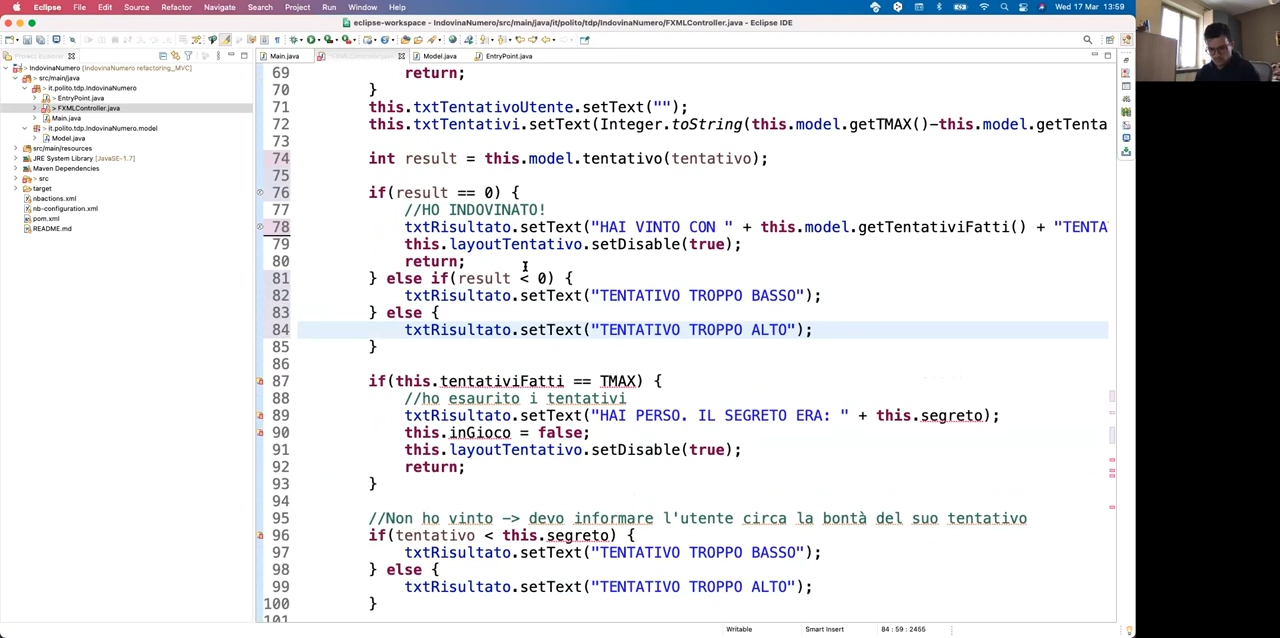 Eclipse File Edit Source Refactor Navigate Search Project Run Window Help Wed 17 Mar 13:59
eclipse-workspace - IndovinaNumero/src/main/java/it/polito/tdp/IndovinaNumero/FXMLController.java - Eclipse IDE
Main.java Model.java EntryPoint.java
IndovinaNumero [IndovinaNumero refactoring_MVC]
src/main/java
it.polito.tdp.IndovinaNumero
EntryPoint.java
FXMLController.java
Main.java
it.polito.tdp.IndovinaNumero.model
Model.java
src/main/resources
JRE System Library [JavaSE-1.7]
Maven Dependencies
src
target
nbactions.xml
nb-configuration.xml
pom.xml
README.md
69 return;
70 }
71 this.txtTentativoUtente.setText("");
72 this.txtTentativi.setText(Integer.toString(this.model.getTMAX()-this.model.getTenta
73
74 int result = this.model.tentativo(tentativo);
75
76 if(result == 0) {
77 //HO INDOVINATO!
78 txtRisultato.setText("HAI VINTO CON " + this.model.getTentativiFatti() + "TENTA
79 this.layoutTentativo.setDisable(true);
80 return;
81 } else if(result < 0) {
82 txtRisultato.setText("TENTATIVO TROPPO BASSO");
83 } else {
84 txtRisultato.setText("TENTATIVO TROPPO ALTO");
85 }
86
87 if(this.tentativiFatti == TMAX) {
88 //ho esaurito i tentativi
89 txtRisultato.setText("HAI PERSO. IL SEGRETO ERA: " + this.segreto);
90 this.inGioco = false;
91 this.layoutTentativo.setDisable(true);
92 return;
93 }
94
95 //Non ho vinto -> devo informare l'utente circa la bontà del suo tentativo
96 if(tentativo < this.segreto) {
97 txtRisultato.setText("TENTATIVO TROPPO BASSO");
98 } else {
99 txtRisultato.setText("TENTATIVO TROPPO ALTO");
100 }
101
Writable Smart Insert 84 : 59 : 2455